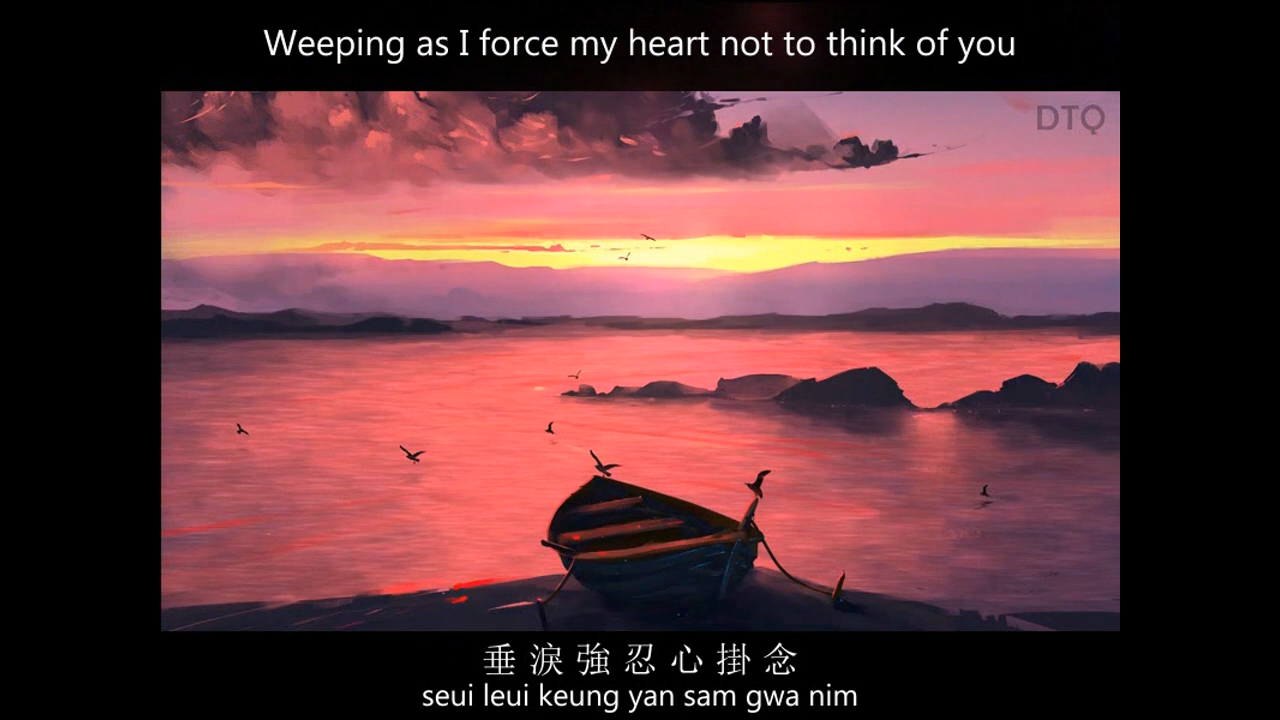 Weeping as I force my heart not to think of you
DTQ
垂淚強忍心掛念
seui leui keung yan sam gwa nim